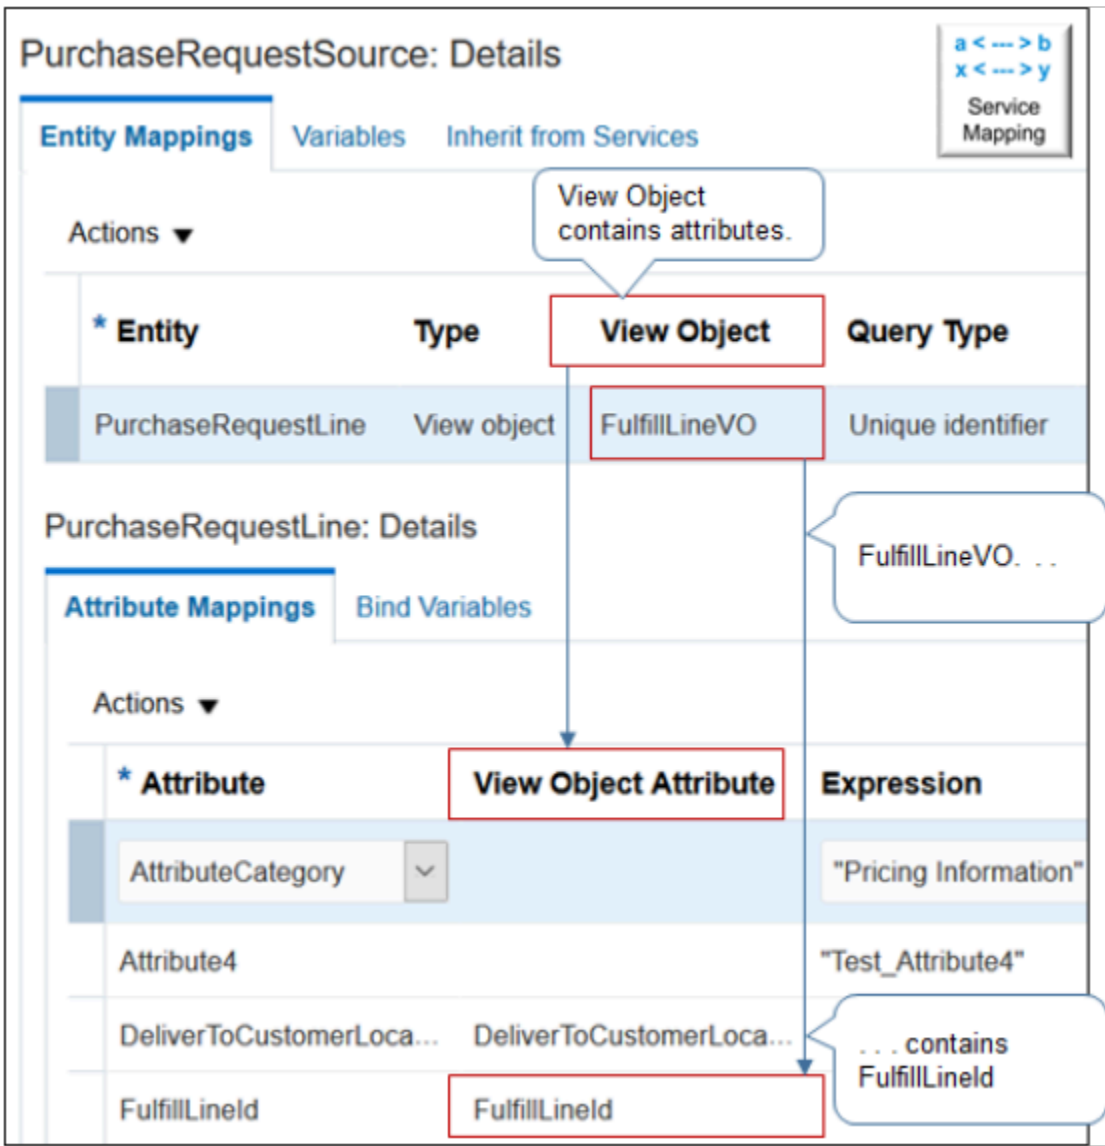 PurchaseRequestSource: Details
a < --- > b
x < --- > y
Service
Mapping
Entity Mappings Variables Inherit from Services
View Object
contains attributes.
Actions
* Entity Type View Object Query Type
PurchaseRequestLine View object FulfillLineVO Unique identifier
PurchaseRequestLine: Details
FulfillLineVO. . . .
Attribute Mappings Bind Variables
Actions
* Attribute View Object Attribute Expression
AttributeCategory "Pricing Information"
Attribute4 "Test_Attribute4"
DeliverToCustomerLoca... DeliverToCustomerLoca...
. . . contains
FulfillLineId
FulfillLineId FulfillLineId